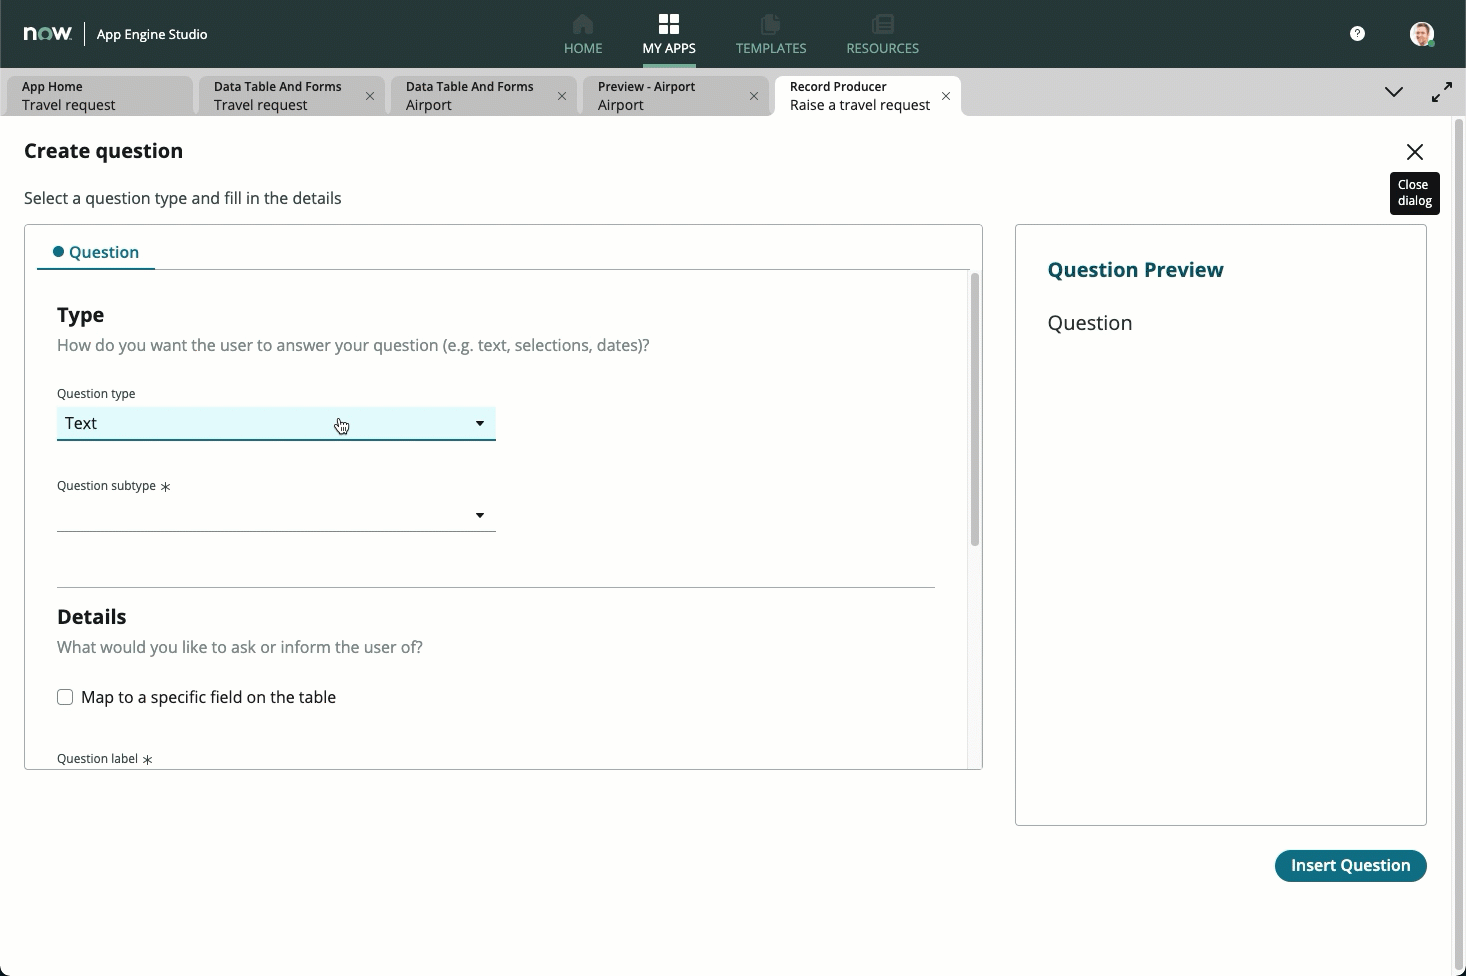 now. App Engine Studio
HOME
MY APPS
TEMPLATES
RESOURCES
?
App Home
Travel request
Data Table And Forms
Travel request
Data Table And Forms
Airport
Preview - Airport
Airport
Record Producer
Raise a travel request
Create question
Close
dialog
Select a question type and fill in the details
Question
Type
How do you want the user to answer your question (e.g. text, selections, dates)?
Question type
Text
Question subtype *
Details
What would you like to ask or inform the user of?
Map to a specific field on the table
Question label *
Question Preview
Question
Insert Question